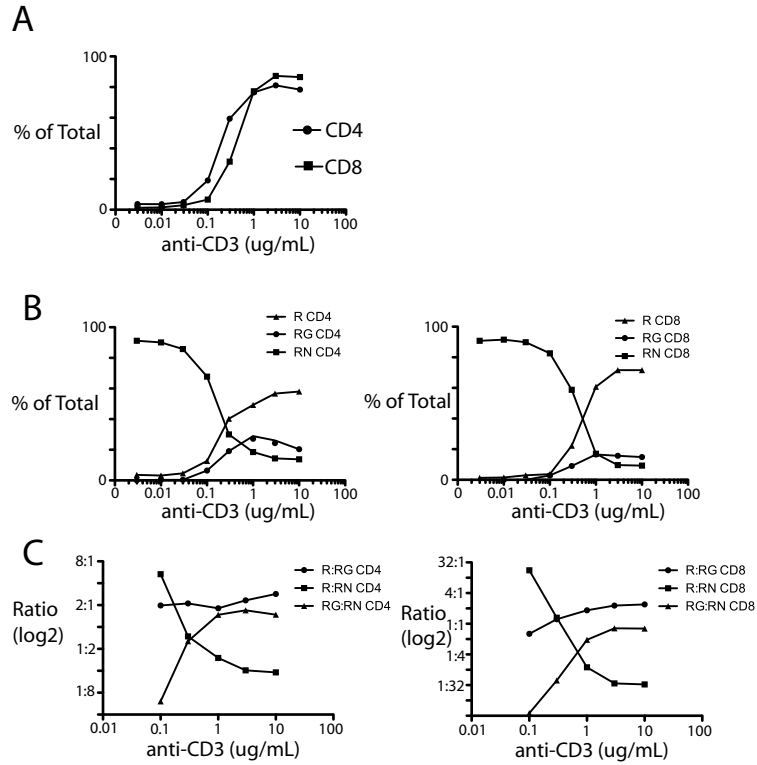 A
100
% of Total
0
CD4
CD8
0 0.01 0.1 1 10 100
anti-CD3 (ug/mL)
B
100
% of Total
0
R CD4
RG CD4
RN CD4
0 0.01 0.1 1 10 100
anti-CD3 (ug/mL)
100
% of Total
0
R CD8
RG CD8
RN CD8
0 0.01 0.1 1 10 100
anti-CD3 (ug/mL)
C
8:1
2:1
1:2
1:8
Ratio
(log2)
R:RG CD4
R:RN CD4
RG:RN CD4
0.01 0.1 1 10 100
anti-CD3 (ug/mL)
32:1
4:1
1:1
1:4
1:32
Ratio
(log2)
R:RG CD8
R:RN CD8
RG:RN CD8
0.01 0.1 1 10 100
anti-CD3 (ug/mL)